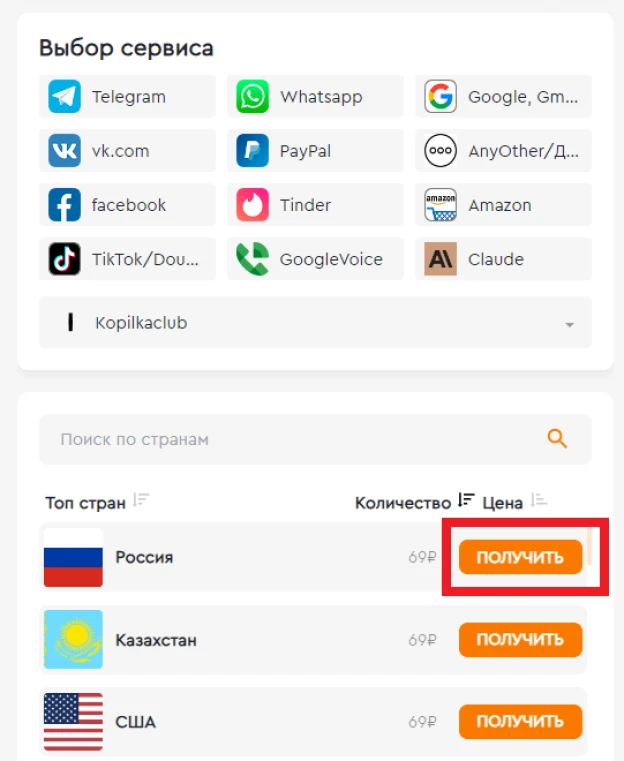 Выбор сервиса
Telegram
Whatsapp
Google, Gm...
vk.com
PayPal
AnyOther/Д...
facebook
Tinder
amazon
Amazon
TikTok/Dou...
GoogleVoice
Claude
Kopilkaclub
Поиск по странам
Топ стран Количество Цена
Россия 69₽ ПОЛУЧИТЬ
Казахстан 69₽ ПОЛУЧИТЬ
США 69₽ ПОЛУЧИТЬ